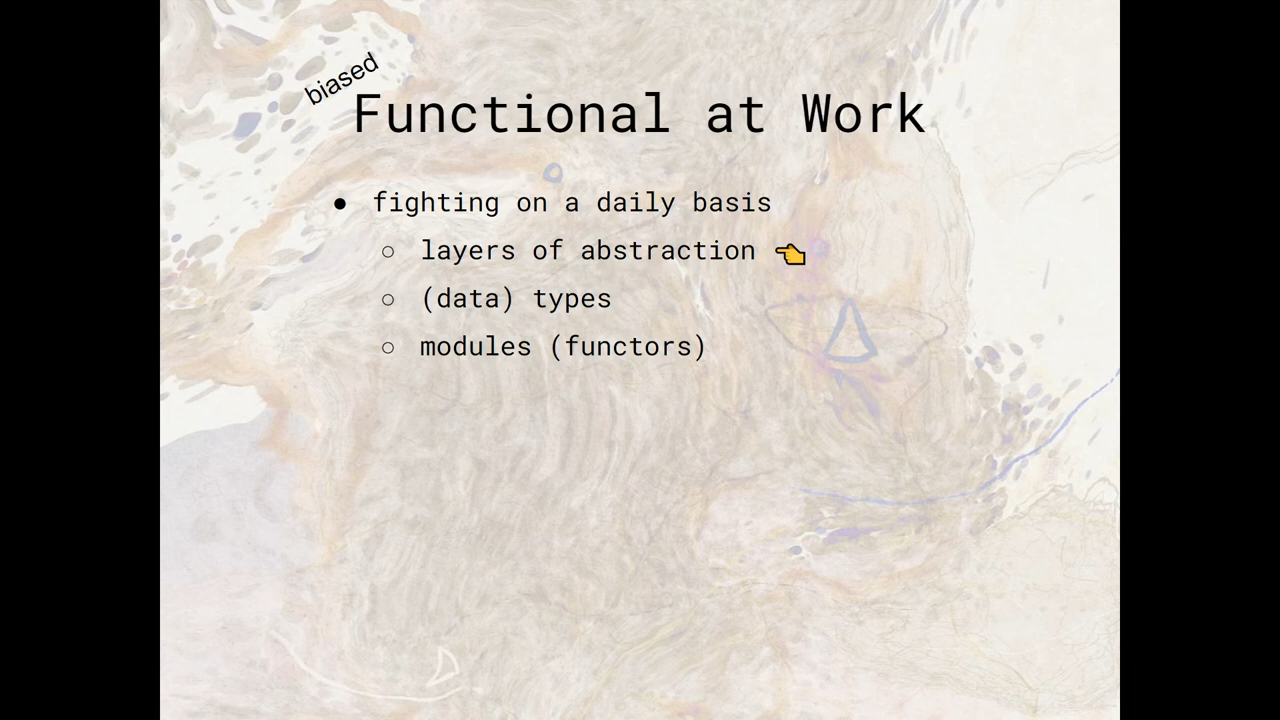 biased
Functional at Work
● fighting on a daily basis
○ layers of abstraction 👈
○ (data) types
○ modules (functors)